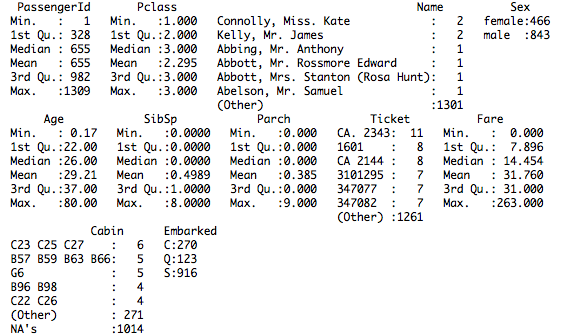 PassengerId       Pclass                                    Name          Sex
Min.   :   1   Min.   :1.000   Connolly, Miss. Kate             :   2   female:466
1st Qu.: 328   1st Qu.:2.000   Kelly, Mr. James                 :   2   male  :843
Median : 655   Median :3.000   Abbing, Mr. Anthony              :   1
Mean   : 655   Mean   :2.295   Abbott, Mr. Rossmore Edward      :   1
3rd Qu.: 982   3rd Qu.:3.000   Abbott, Mrs. Stanton (Rosa Hunt):   1
Max.   :1309   Max.   :3.000   Abelson, Mr. Samuel              :   1
                               (Other)                          :1301
     Age            SibSp            Parch            Ticket          Fare
Min.   : 0.17   Min.   :0.0000   Min.   :0.000   CA. 2343:  11   Min.   :  0.000
1st Qu.:22.00   1st Qu.:0.0000   1st Qu.:0.000   1601    :   8   1st Qu.:  7.896
Median :26.00   Median :0.0000   Median :0.000   CA 2144 :   8   Median : 14.454
Mean   :29.21   Mean   :0.4989   Mean   :0.385   3101295 :   7   Mean   : 31.760
3rd Qu.:37.00   3rd Qu.:1.0000   3rd Qu.:0.000   347077  :   7   3rd Qu.: 31.000
Max.   :80.00   Max.   :8.0000   Max.   :9.000   347082  :   7   Max.   :263.000
                                                 (Other) :1261
            Cabin      Embarked
C23 C25 C27     :   6   C:270
B57 B59 B63 B66:   5   Q:123
G6              :   5   S:916
B96 B98         :   4
C22 C26         :   4
(Other)         : 271
NA's            :1014